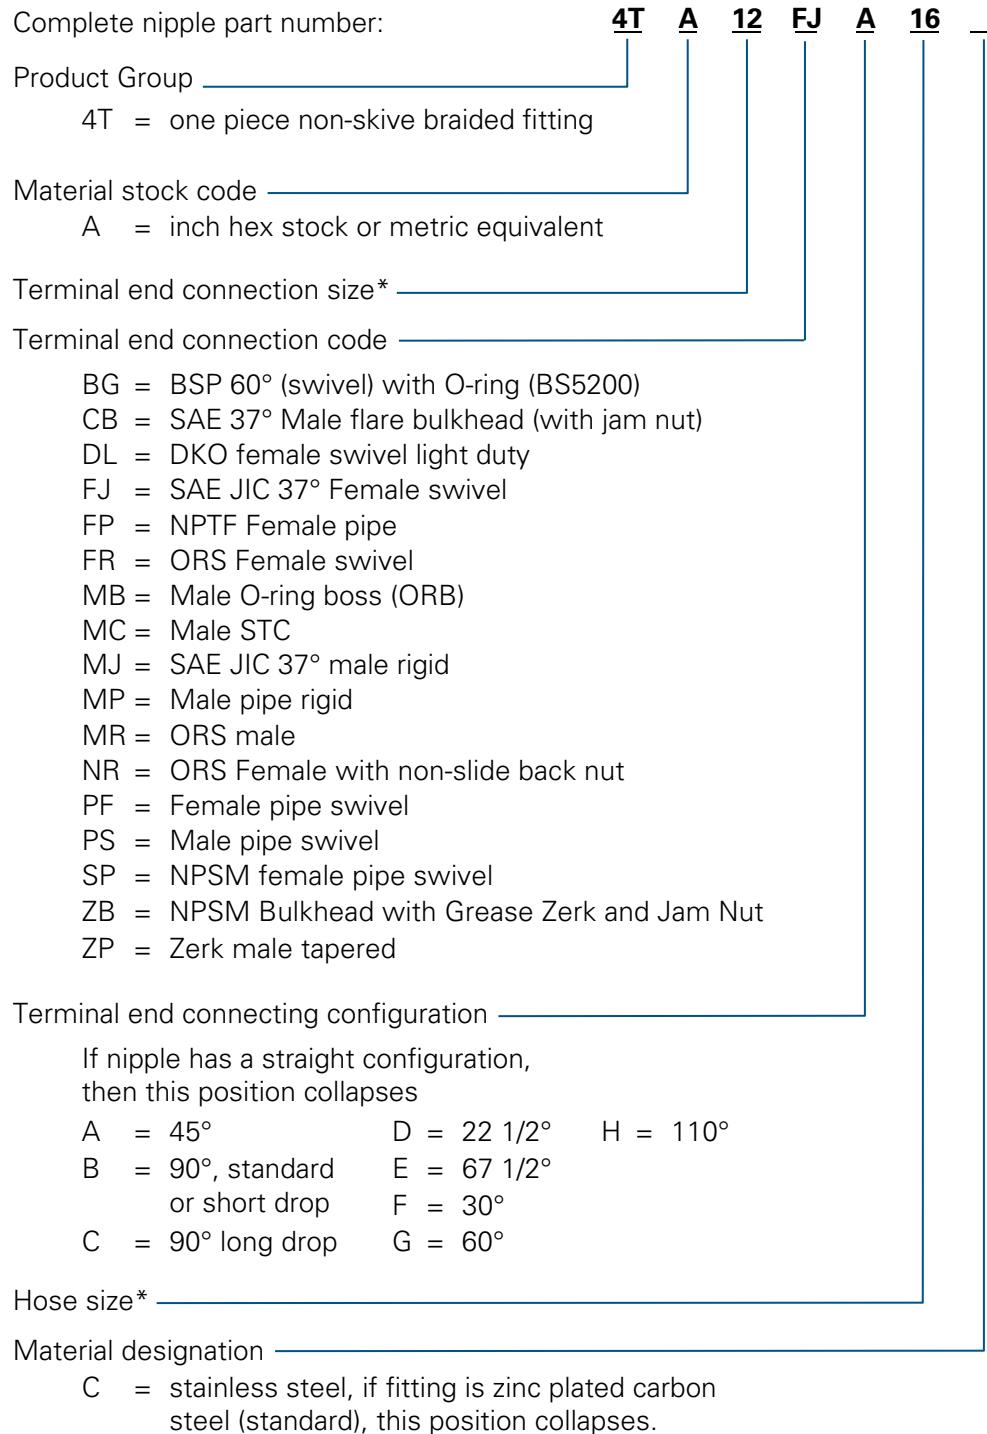 Complete nipple part number: 4T A 12 FJ A 16 _
Product Group
4T = one piece non-skive braided fitting
Material stock code
A = inch hex stock or metric equivalent
Terminal end connection size*
Terminal end connection code
BG = BSP 60° (swivel) with O-ring (BS5200)
CB = SAE 37° Male flare bulkhead (with jam nut)
DL = DKO female swivel light duty
FJ = SAE JIC 37° Female swivel
FP = NPTF Female pipe
FR = ORS Female swivel
MB = Male O-ring boss (ORB)
MC = Male STC
MJ = SAE JIC 37° male rigid
MP = Male pipe rigid
MR = ORS male
NR = ORS Female with non-slide back nut
PF = Female pipe swivel
PS = Male pipe swivel
SP = NPSM female pipe swivel
ZB = NPSM Bulkhead with Grease Zerk and Jam Nut
ZP = Zerk male tapered
Terminal end connecting configuration
If nipple has a straight configuration,
then this position collapses
A = 45° D = 22 1/2° H = 110°
B = 90°, standard E = 67 1/2°
or short drop F = 30°
C = 90° long drop G = 60°
Hose size*
Material designation
C = stainless steel, if fitting is zinc plated carbon
steel (standard), this position collapses.